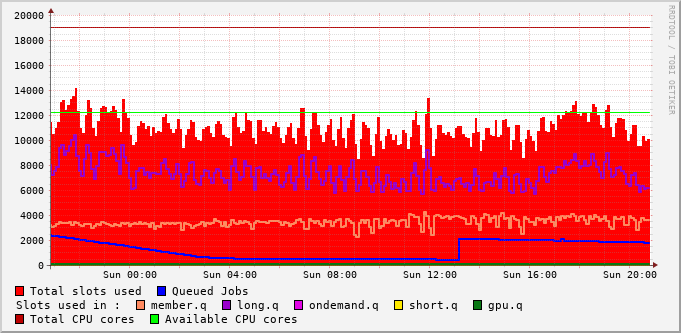 20000
18000
16000
14000
12000
10000
8000
6000
4000
2000
0
Sun 00:00 Sun 04:00 Sun 08:00 Sun 12:00 Sun 16:00 Sun 20:00
Total slots used Queued Jobs
Slots used in : member.q long.q ondemand.q short.q gpu.q
Total CPU cores Available CPU cores
RRDTOOL / TOBI OETIKER